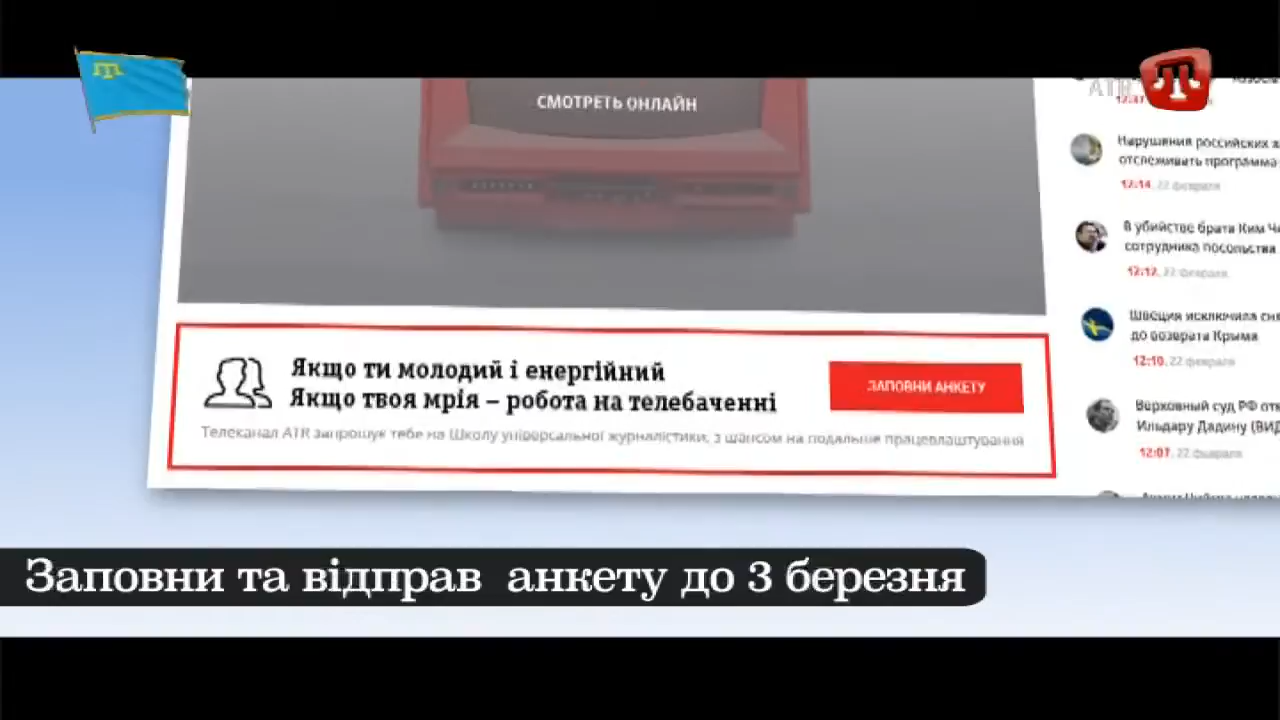 СМОТРЕТЬ ОНЛАЙН
ATR
12:17
Нарушения российских
отслеживать программа
12:14, 22 февраля
В убийстве брата Ким
сотрудника посольства
12:12, 22 февраля
Швеция исключила
до возврата Крыма
12:10, 22 февраля
Верховный суд РФ
Ильдару Дадину
12:07, 22 февраля
Якщо ти молодий і енергійний
Якщо твоя мрія – робота на телебаченні
ЗАПОВНИ АНКЕТУ
Телеканал ATR запрошує тебе на Школу універсальної журналістики, з шансом на подальше працевлаштування
Заповни та відправ анкету до 3 березня